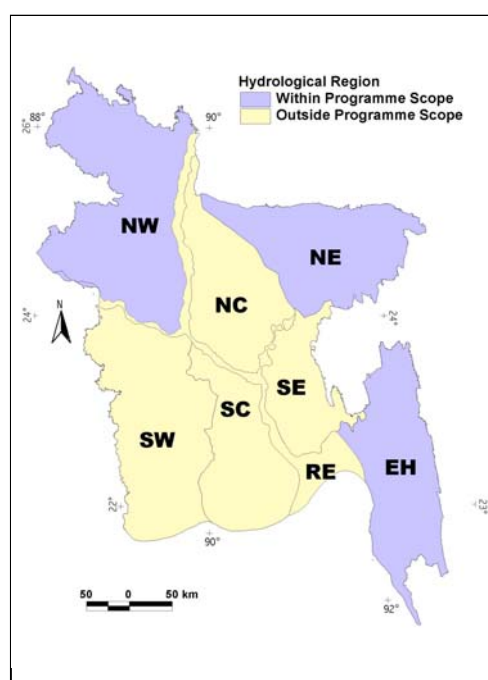 Hydrological Region
Within Programme Scope
Outside Programme Scope
88°
26°
90°
NW
NE
NC
N
24°
24°
SE
SC
SW
RE
EH
22°
23°
90°
50 0 50 km
92°